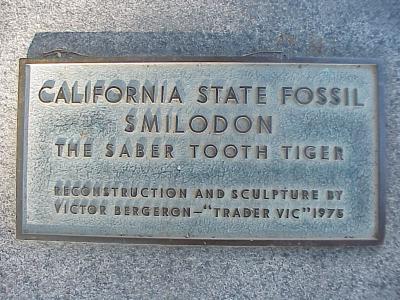 CALIFORNIA STATE FOSSIL
SMILODON
THE SABER TOOTH TIGER
RECONSTRUCTION AND SCULPTURE BY
VICTOR BERGERON—"TRADER VIC" 1975